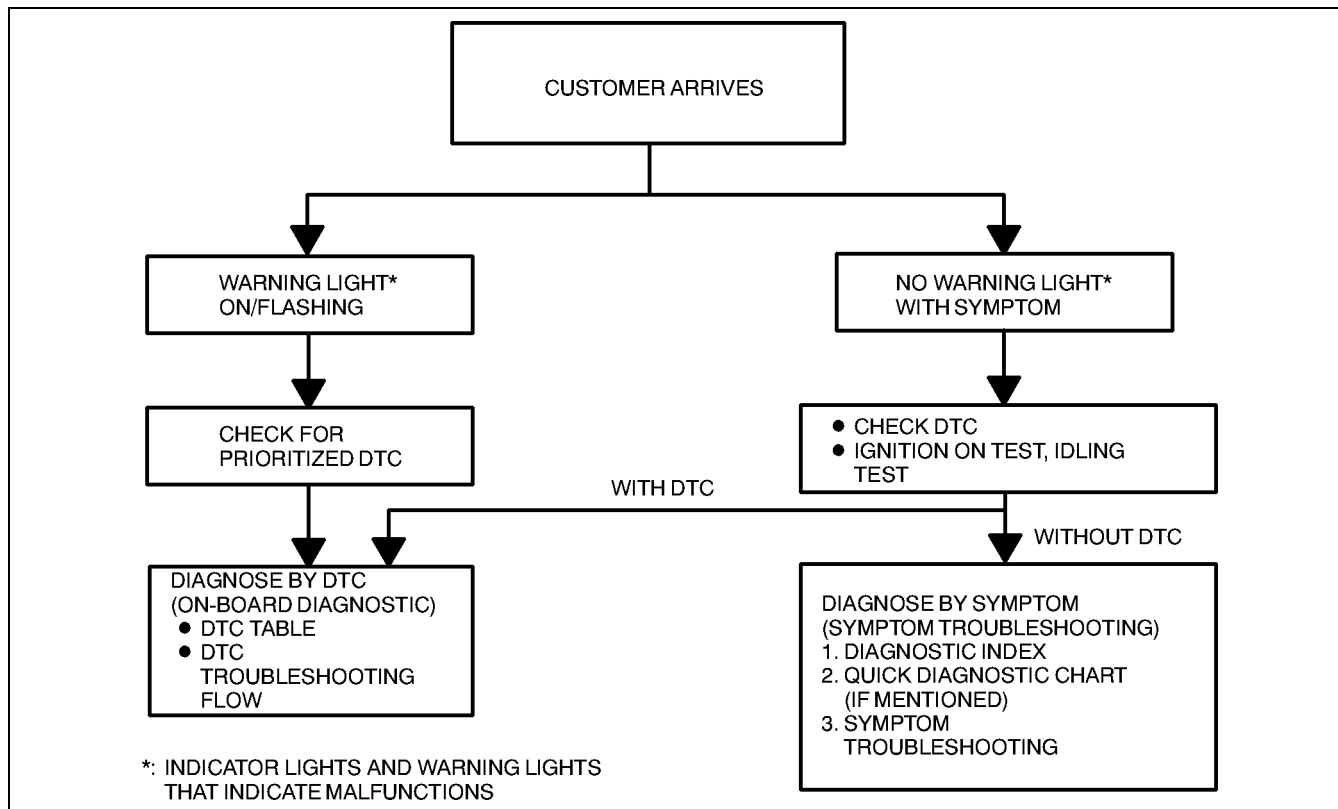 CUSTOMER ARRIVES
WARNING LIGHT*
ON/FLASHING
NO WARNING LIGHT*
WITH SYMPTOM
CHECK FOR
PRIORITIZED DTC
● CHECK DTC
● IGNITION ON TEST, IDLING
TEST
WITH DTC
WITHOUT DTC
DIAGNOSE BY DTC
(ON-BOARD DIAGNOSTIC)
● DTC TABLE
● DTC
TROUBLESHOOTING
FLOW
DIAGNOSE BY SYMPTOM
(SYMPTOM TROUBLESHOOTING)
1. DIAGNOSTIC INDEX
2. QUICK DIAGNOSTIC CHART
(IF MENTIONED)
3. SYMPTOM
TROUBLESHOOTING
*: INDICATOR LIGHTS AND WARNING LIGHTS
THAT INDICATE MALFUNCTIONS